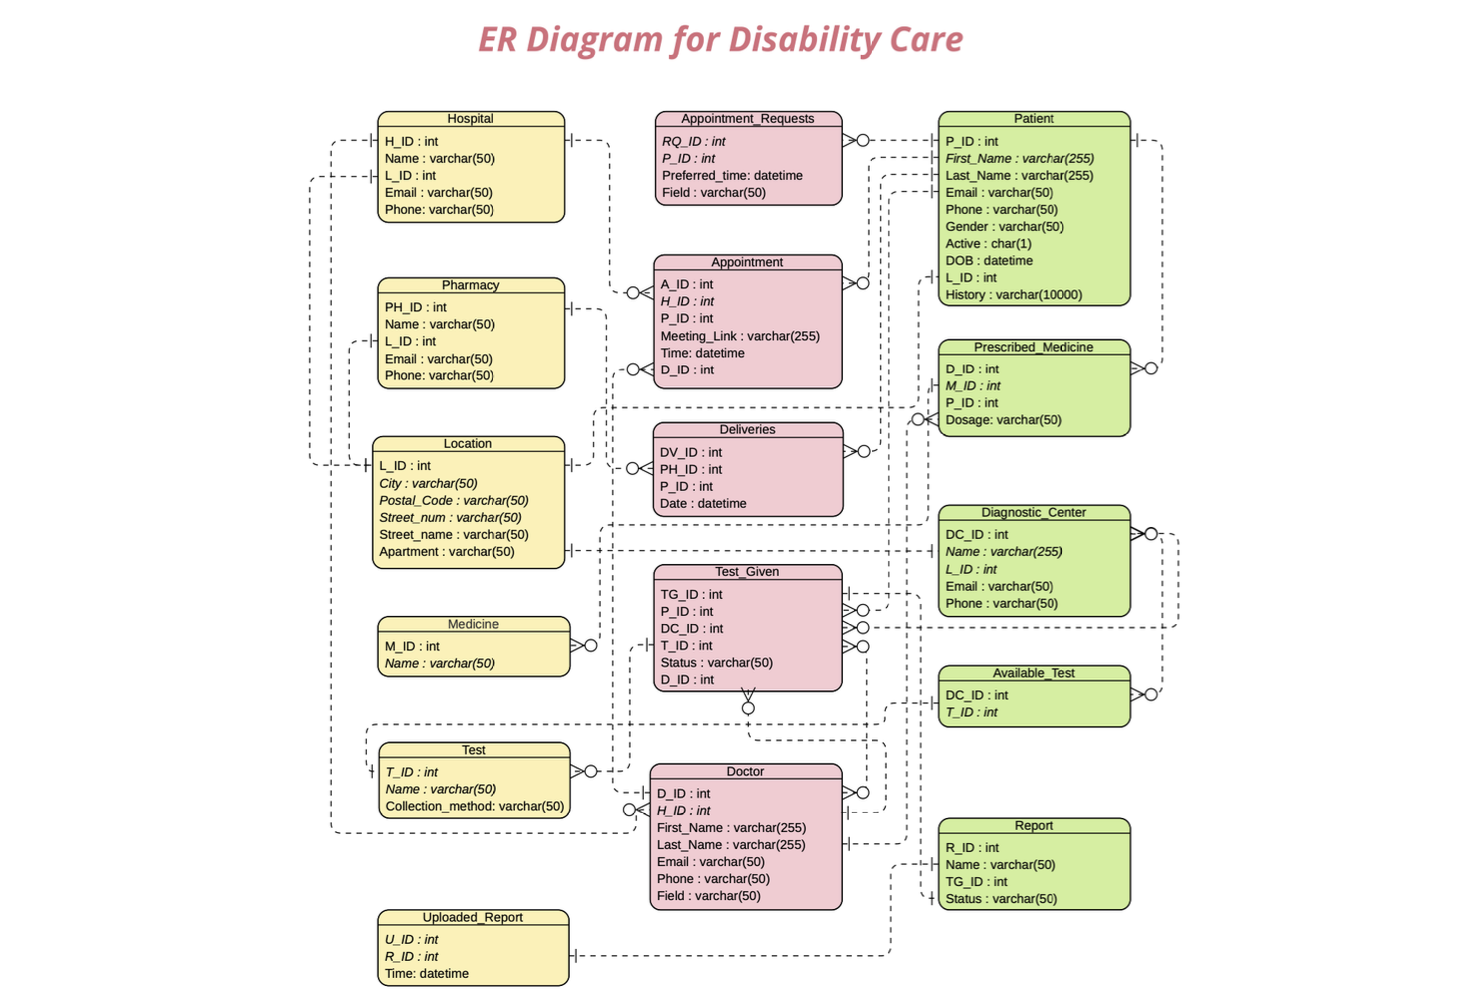 ER Diagram for Disability Care
Hospital
H_ID : int
Name : varchar(50)
L_ID : int
Email : varchar(50)
Phone: varchar(50)
Pharmacy
PH_ID : int
Name : varchar(50)
L_ID : int
Email : varchar(50)
Phone: varchar(50)
Location
L_ID : int
City : varchar(50)
Postal_Code : varchar(50)
Street_num : varchar(50)
Street_name : varchar(50)
Apartment : varchar(50)
Medicine
M_ID : int
Name : varchar(50)
Test
T_ID : int
Name : varchar(50)
Collection_method: varchar(50)
Uploaded_Report
U_ID : int
R_ID : int
Time: datetime
Appointment_Requests
RQ_ID : int
P_ID : int
Preferred_time: datetime
Field : varchar(50)
Appointment
A_ID : int
H_ID : int
P_ID : int
Meeting_Link : varchar(255)
Time: datetime
D_ID : int
Deliveries
DV_ID : int
PH_ID : int
P_ID : int
Date : datetime
Test_Given
TG_ID : int
P_ID : int
DC_ID : int
T_ID : int
Status : varchar(50)
D_ID : int
Doctor
D_ID : int
H_ID : int
First_Name : varchar(255)
Last_Name : varchar(255)
Email : varchar(50)
Phone : varchar(50)
Field : varchar(50)
Patient
P_ID : int
First_Name : varchar(255)
Last_Name : varchar(255)
Email : varchar(50)
Phone : varchar(50)
Gender : varchar(50)
Active : char(1)
DOB : datetime
L_ID : int
History : varchar(10000)
Prescribed_Medicine
D_ID : int
M_ID : int
P_ID : int
Dosage: varchar(50)
Diagnostic_Center
DC_ID : int
Name : varchar(255)
L_ID : int
Email : varchar(50)
Phone : varchar(50)
Available_Test
DC_ID : int
T_ID : int
Report
R_ID : int
Name : varchar(50)
TG_ID : int
Status : varchar(50)